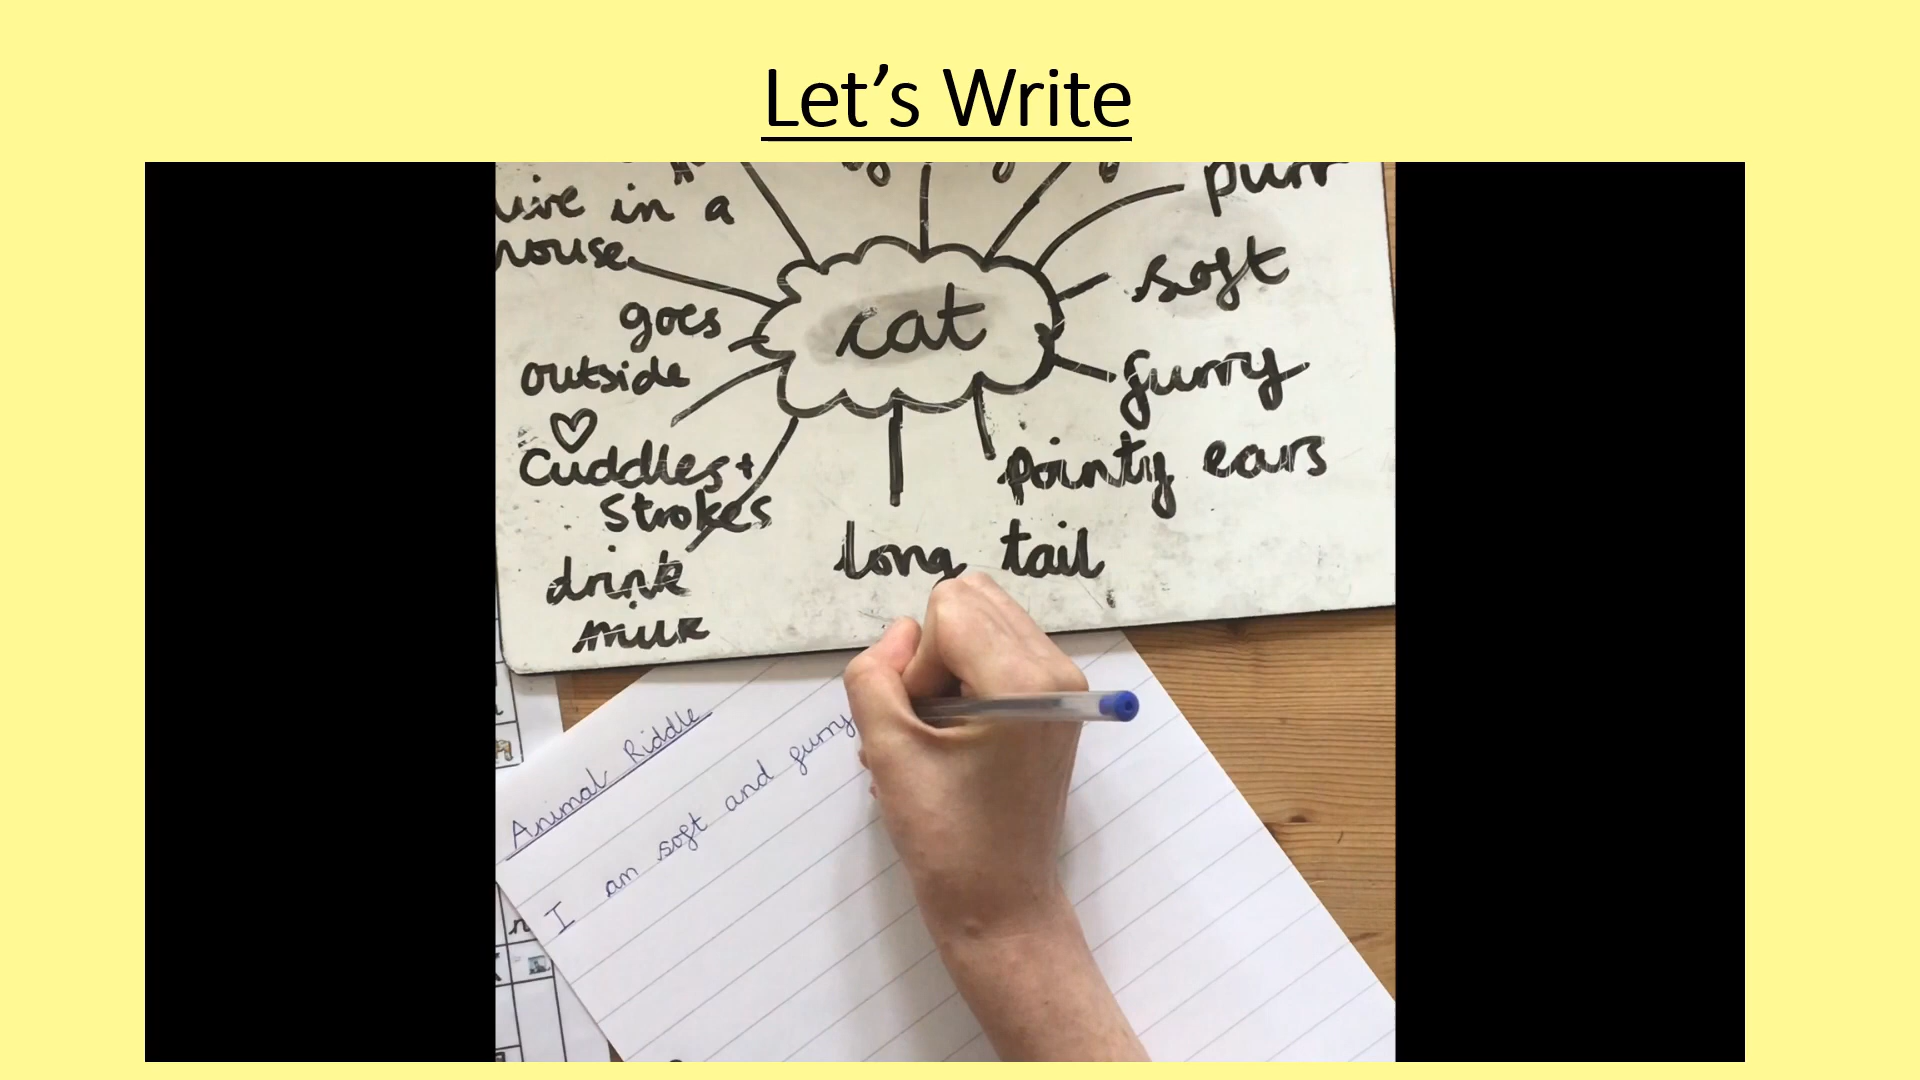 Let's Write
purr
live in a
house
soft
cat
goes
outside
furry
cuddles +
strokes
pointy ears
long tail
drink
milk
Animal Riddle
I am soft and furry